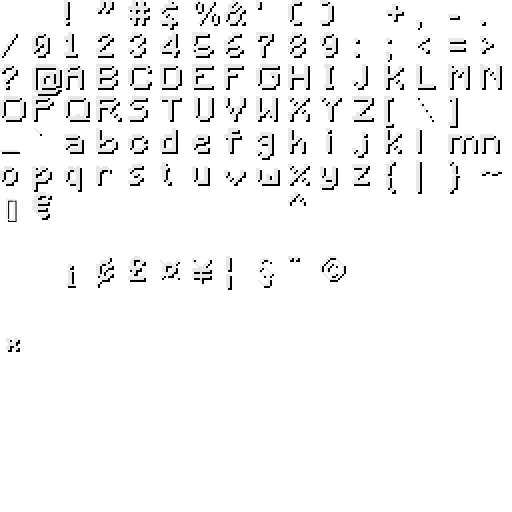 ! " # $ % & ' ( ) + , - .
/ 0 1 2 3 4 5 6 7 8 9 : ; < = >
? @ A B C D E F G H I J K L M N
O P Q R S T U V W X Y Z [ \ ]
_ ` a b c d e f g h i j k l m n
o p q r s t u v w x y z { | } ~
€ ^
¡ ¢ £ ¤ ¥ ¦ § ¨ ©